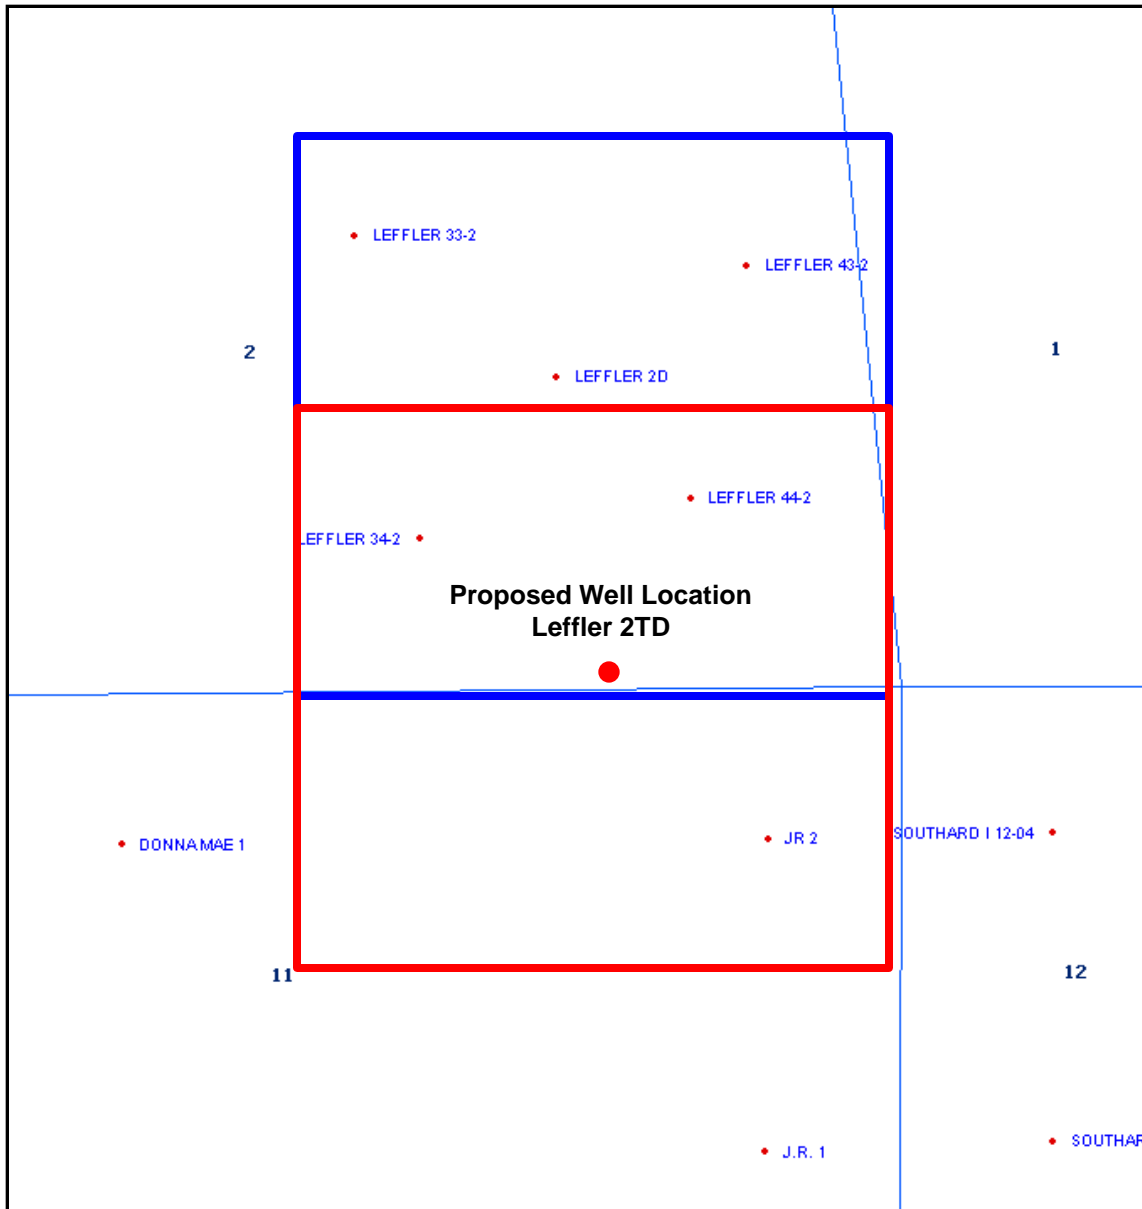 LEFFLER 33-2
LEFFLER 43-2
2
1
LEFFLER 2D
LEFFLER 44-2
LEFFLER 34-2
Proposed Well Location
Leffler 2TD
DONNA MAE 1
JR 2
SOUTHARD I 12-04
11
12
J.R. 1
SOUTHAR